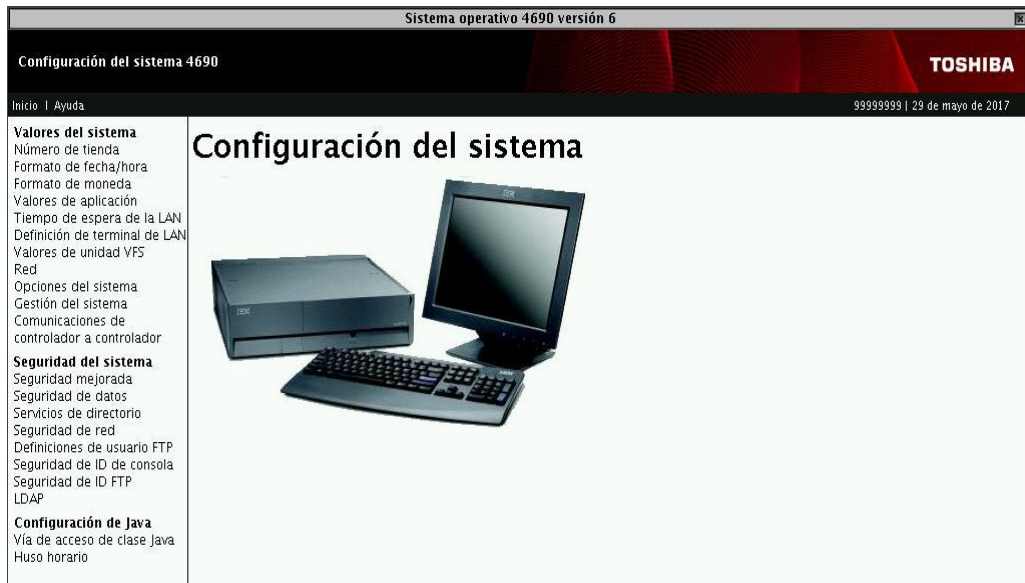 Sistema operativo 4690 versión 6
Configuración del sistema 4690
TOSHIBA
Inicio | Ayuda
99999999 | 29 de mayo de 2017
Valores del sistema
Número de tienda
Formato de fecha/hora
Formato de moneda
Valores de aplicación
Tiempo de espera de la LAN
Definición de terminal de LAN
Valores de unidad VFS
Red
Opciones del sistema
Gestión del sistema
Comunicaciones de
controlador a controlador
Seguridad del sistema
Seguridad mejorada
Seguridad de datos
Servicios de directorio
Seguridad de red
Definiciones de usuario FTP
Seguridad de ID de consola
Seguridad de ID FTP
LDAP
Configuración de Java
Vía de acceso de clase Java
Huso horario
Configuración del sistema
IBM
IBM
IBM